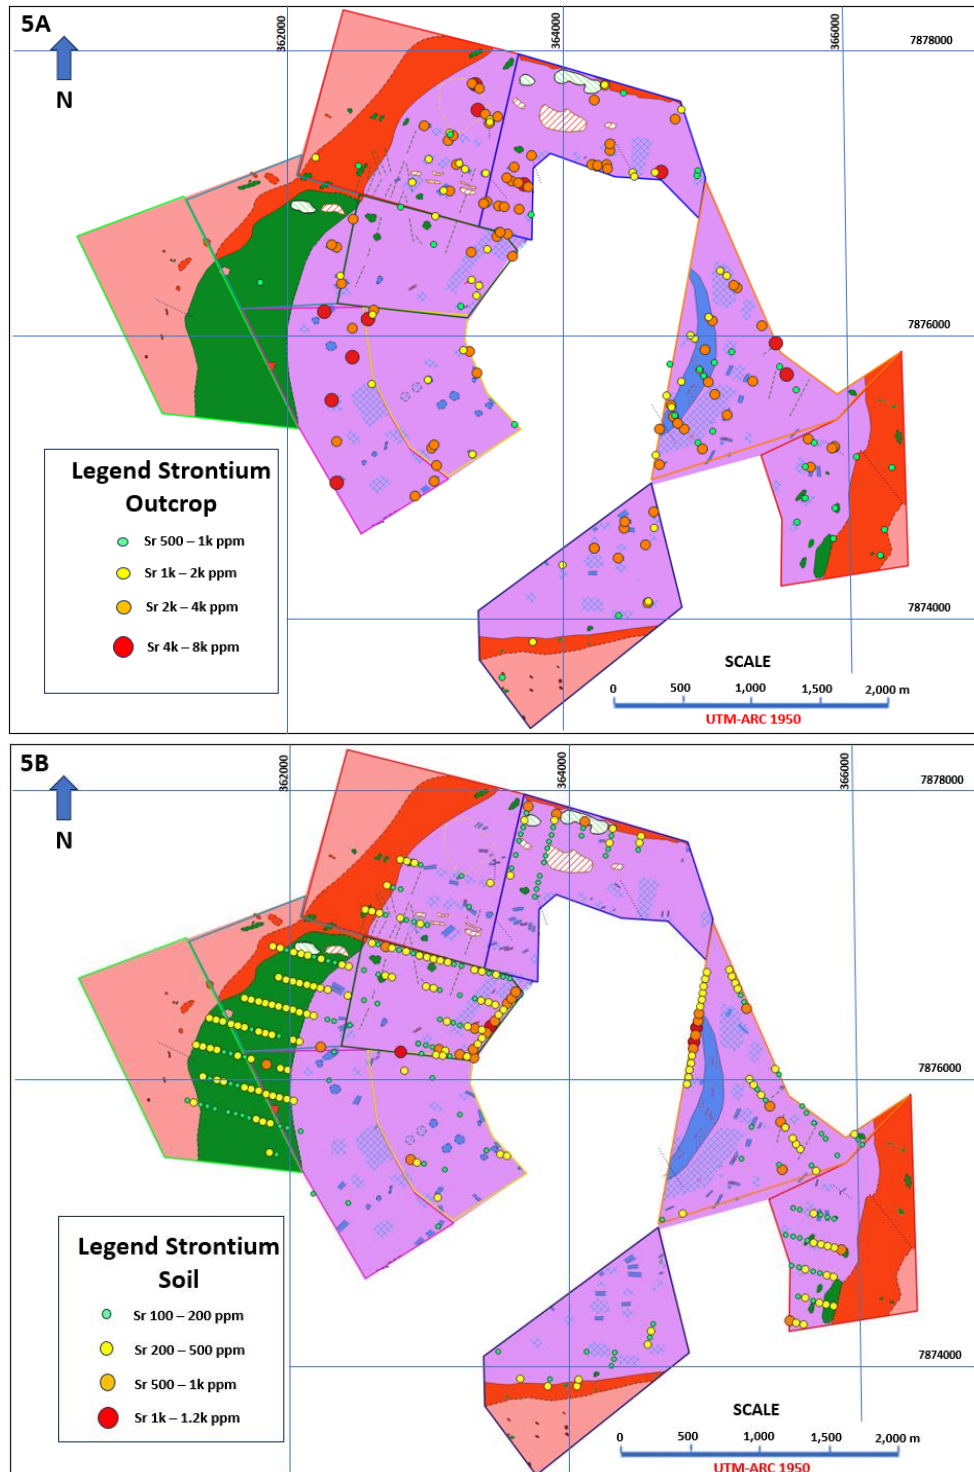 5A
N
362000
364000
366000
7878000
7876000
7874000
Legend Strontium
Outcrop
Sr 500 – 1k ppm
Sr 1k – 2k ppm
Sr 2k – 4k ppm
Sr 4k – 8k ppm
SCALE
0 500 1,000 1,500 2,000 m
UTM-ARC 1950
5B
N
362000
364000
366000
7878000
7876000
7874000
Legend Strontium
Soil
Sr 100 – 200 ppm
Sr 200 – 500 ppm
Sr 500 – 1k ppm
Sr 1k – 1.2k ppm
SCALE
0 500 1,000 1,500 2,000 m
UTM-ARC 1950